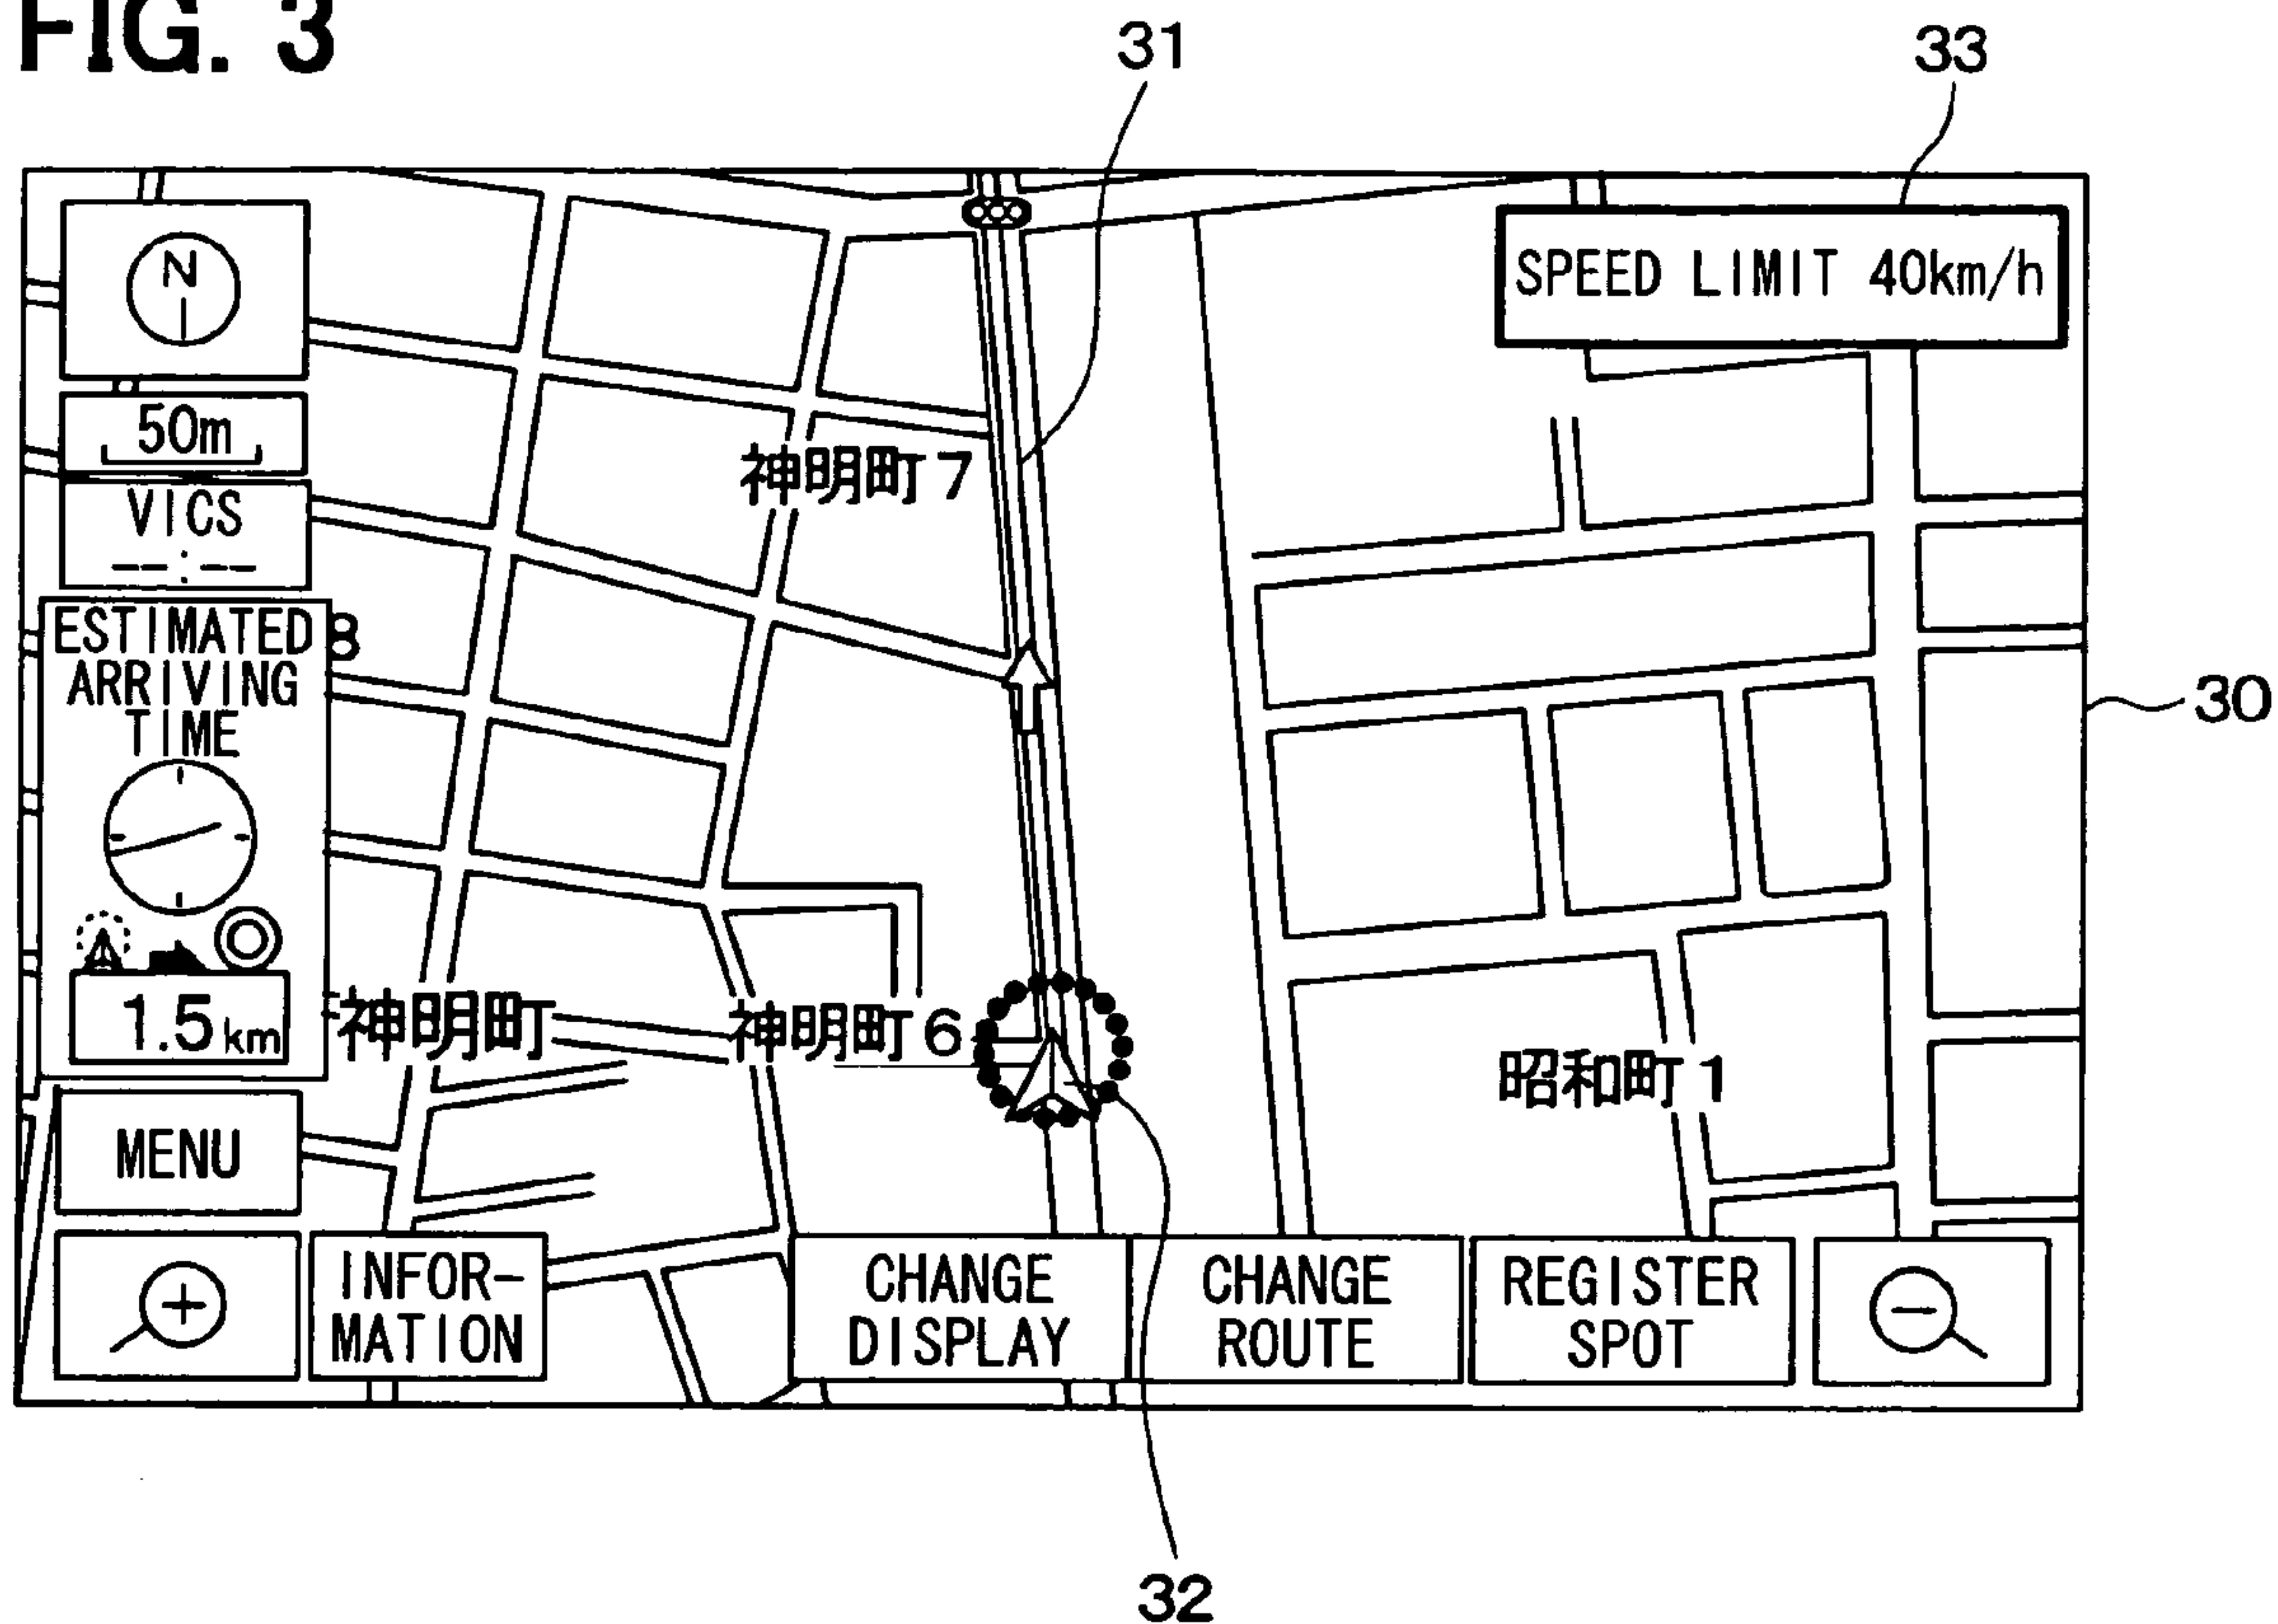 FIG. 3
31
33
N
SPEED LIMIT 40km/h
50m
神明町7
VICS
--:--
ESTIMATED
ARRIVING
TIME
8
30
1.5km
神明町
神明町6
昭和町1
MENU
INFOR-
MATION
CHANGE
DISPLAY
CHANGE
ROUTE
REGISTER
SPOT
32